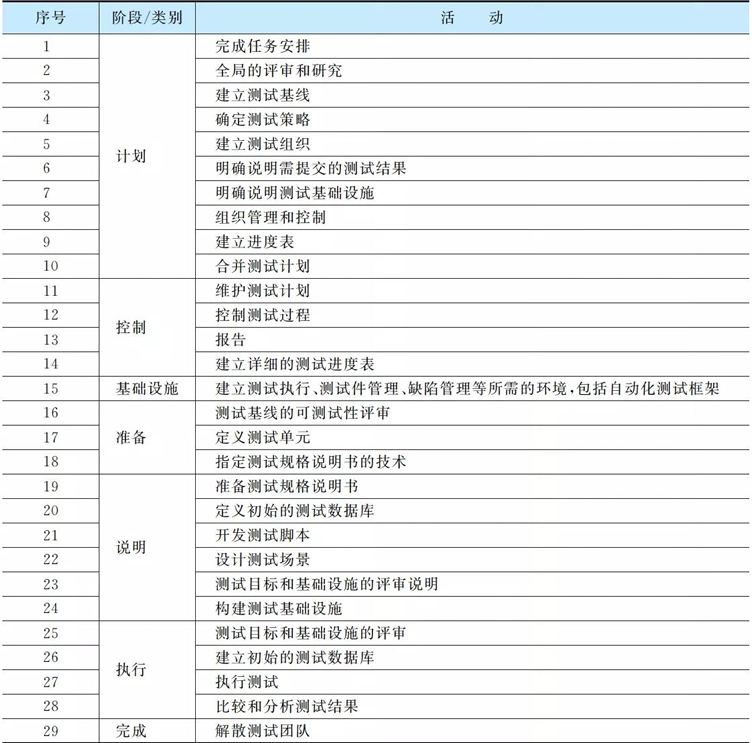 序号 阶段/类别 活 动
1 完成任务安排
2 全局的评审和研究
3 建立测试基线
4 确定测试策略
5 建立测试组织
计划
6 明确说明需提交的测试结果
7 明确说明测试基础设施
8 组织管理和控制
9 建立进度表
10 合并测试计划
11 维护测试计划
12 控制测试过程
控制
13 报告
14 建立详细的测试进度表
15 基础设施 建立测试执行、测试件管理、缺陷管理等所需的环境,包括自动化测试框架
16 测试基线的可测试性评审
17 准备 定义测试单元
18 指定测试规格说明书的技术
19 准备测试规格说明书
20 定义初始的测试数据库
21 开发测试脚本
说明
22 设计测试场景
23 测试目标和基础设施的评审说明
24 构建测试基础设施
25 测试目标和基础设施的评审
26 建立初始的测试数据库
执行
27 执行测试
28 比较和分析测试结果
29 完成 解散测试团队